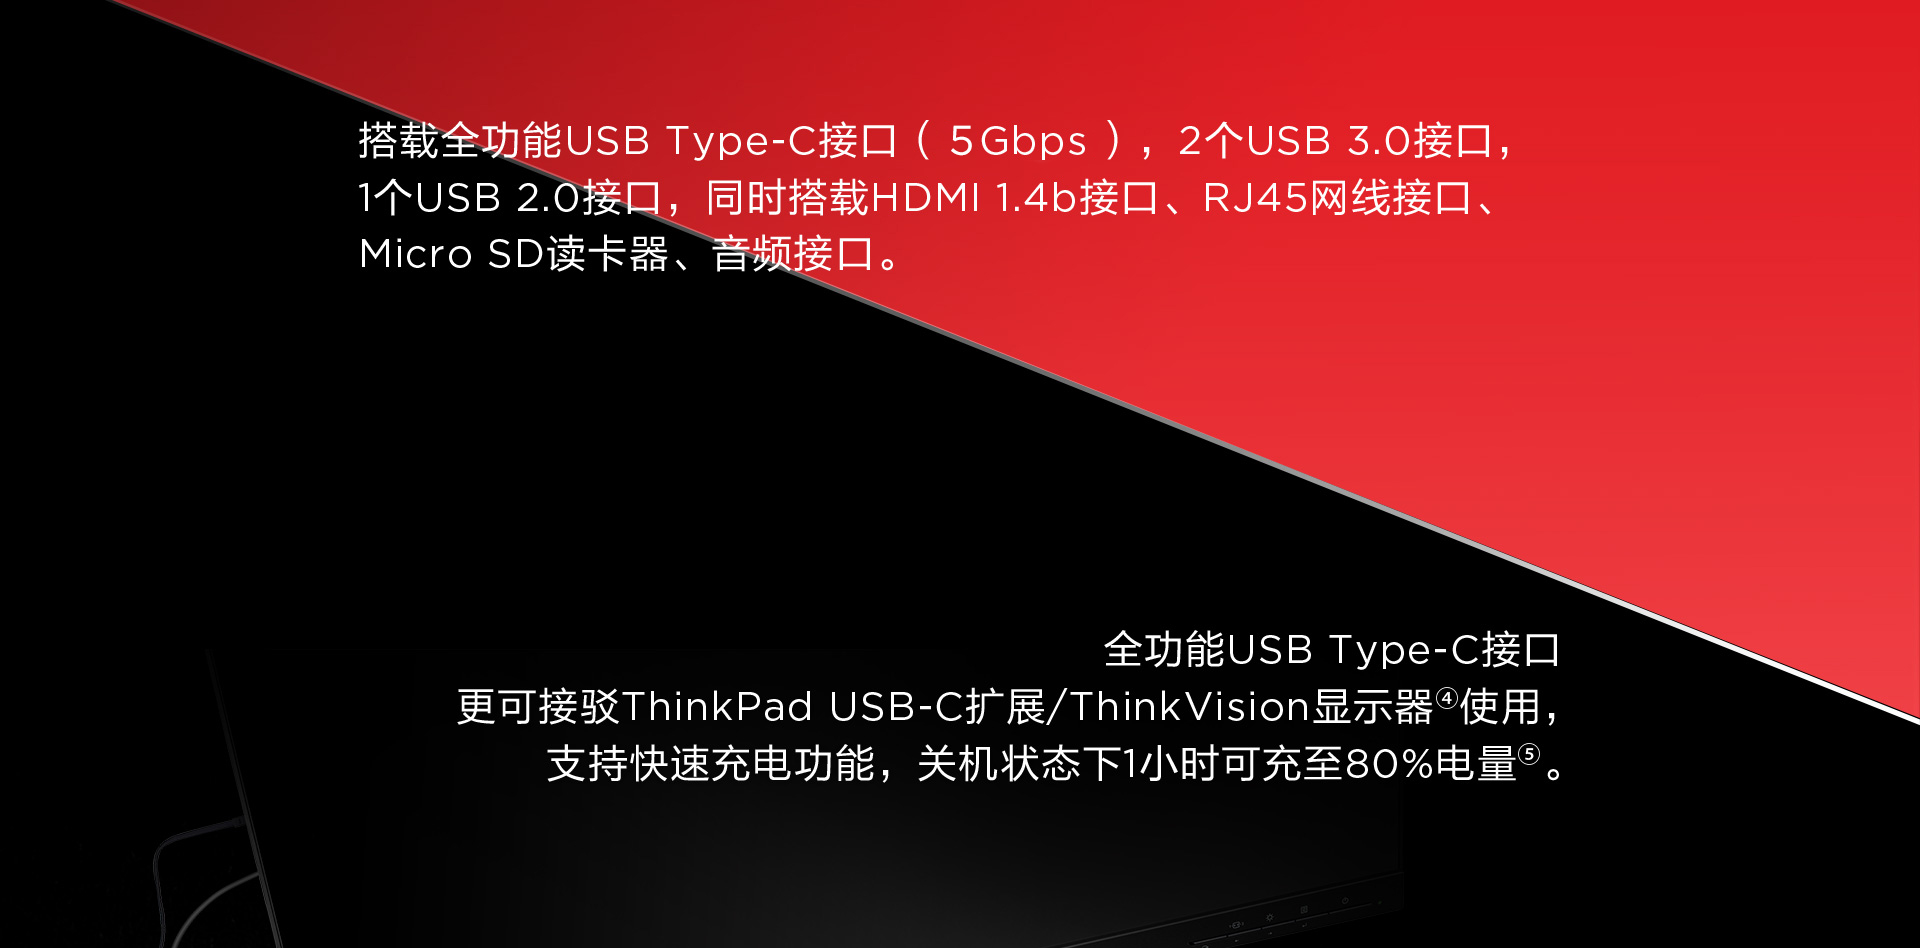 搭载全功能USB Type-C接口（5Gbps），2个USB 3.0接口，
1个USB 2.0接口，同时搭载HDMI 1.4b接口、RJ45网线接口、
Micro SD读卡器、音频接口。
全功能USB Type-C接口
更可接驳ThinkPad USB-C扩展/ThinkVision显示器④使用，
支持快速充电功能，关机状态下1小时可充至80%电量⑤。